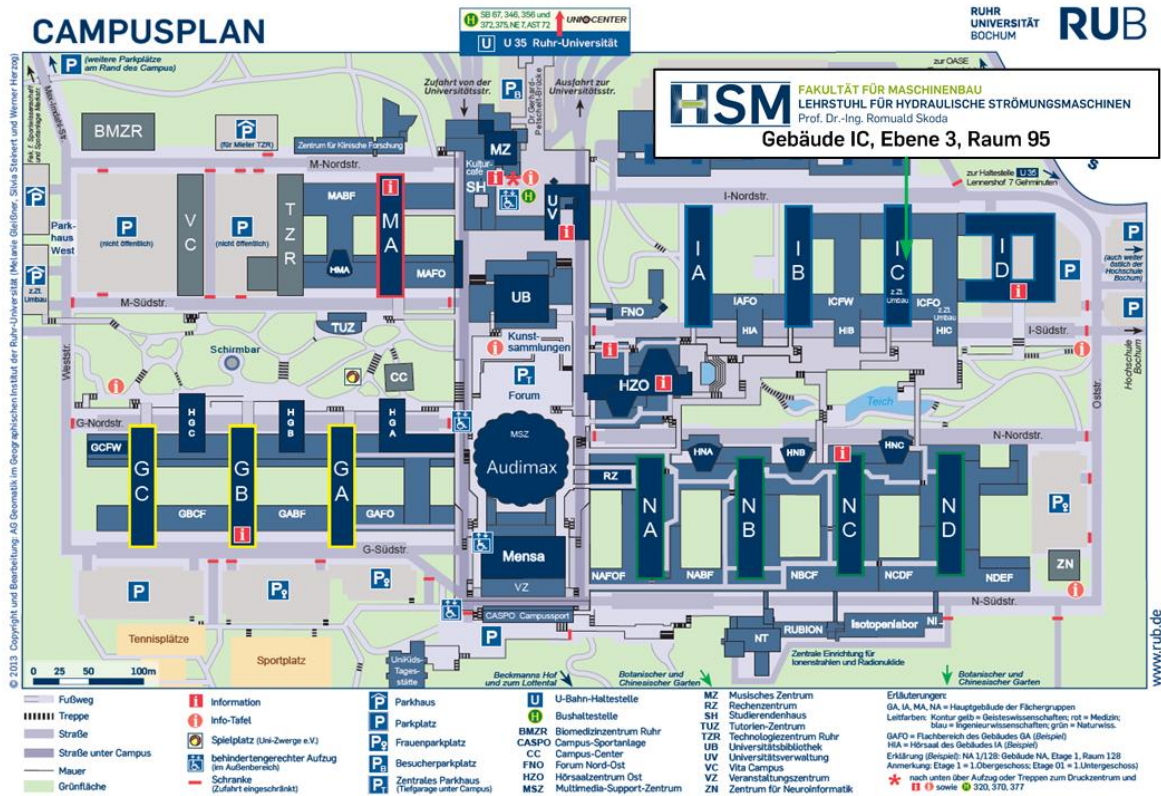 CAMPUSPLAN
SB 67, 346, 356 und
372, 375, NE 7, AST 72
UNI CENTER
U 35 Ruhr-Universität
RUHR
UNIVERSITÄT
BOCHUM
RUB
(weitere Parkplätze
am Rand des Campus)
Zufahrt von der
Universitätsstr.
Ausfahrt zur
Universitätsstr.
zur OASE
HSM
FAKULTÄT FÜR MASCHINENBAU
LEHRSTUHL FÜR HYDRAULISCHE STRÖMUNGSMASCHINEN
Prof. Dr.-Ing. Romuald Skoda
Gebäude IC, Ebene 3, Raum 95
BMZR
(für Mieter TZR)
Zentrum für Klinische Forschung
MZ
Kultur-
café
SH
UV
M-Nordstr.
I-Nordstr.
zur Haltestelle U 35
Lennershof 7 Gehminuten
Park-
haus
West
z.Zt.
Umbau
P
(nicht öffentlich)
VC
P
(nicht öffentlich)
TZR
MABF
HMA
MA
MAFO
UB
IA
IB
IC
z.Zt.
Umbau
ID
IAFO
ICFW
ICFO
z.Zt.
Umbau
HIA
HIB
HIC
FNO
(auch weiter
östlich der
Hochschule
Bochum)
M-Südstr.
I-Südstr.
TUZ
Schirmbar
CC
Kunst-
sammlungen
Forum
HZO
Teich
Weststr.
Oststr.
Hochschule
Bochum
G-Nordstr.
N-Nordstr.
HGC
HGB
HGA
GCFW
GC
GB
GA
GBCF
GABF
GAFO
MSZ
Audimax
RZ
HNA
HNB
HNC
NA
NB
NC
ND
NAFOF
NABF
NBCF
NCDF
NDEF
ZN
G-Südstr.
N-Südstr.
Mensa
VZ
CASPO Campussport
NT
RUBION
Isotopenlabor
NI
Zentrale Einrichtung für
Ionenstrahlen und Radionuklide
Tennisplätze
Sportplatz
UniKids-
Tages-
stätte
Beckmanns Hof
und zum Lottental
Botanischer und
Chinesischer Garten
Botanischer und
Chinesischer Garten
0 25 50 100m
www.rub.de
© 2013 Copyright und Bearbeitung: AG Geomatik im Geographischen Institut der Ruhr-Universität (Melanie Gleißner, Silvia Steinert und Werner Herzog)
Fußweg
Treppe
Straße
Straße unter Campus
Mauer
Grünfläche
Information
Info-Tafel
Spielplatz (Uni-Zwerge e.V.)
behindertengerechter Aufzug
(im Außenbereich)
Schranke
(Zufahrt eingeschränkt)
Parkhaus
Parkplatz
Frauenparkplatz
Besucherparkplatz
Zentrales Parkhaus
(Tiefgarage unter Campus)
U U-Bahn-Haltestelle
H Bushaltestelle
BMZR Biomedizinzentrum Ruhr
CASPO Campus-Sportanlage
CC Campus-Center
FNO Forum Nord-Ost
HZO Hörsaalzentrum Ost
MSZ Multimedia-Support-Zentrum
MZ Musisches Zentrum
RZ Rechenzentrum
SH Studierendenhaus
TUZ Tutorien-Zentrum
TZR Technologiezentrum Ruhr
UB Universitätsbibliothek
UV Universitätsverwaltung
VC Vita Campus
VZ Veranstaltungszentrum
ZN Zentrum für Neuroinformatik
Erläuterungen:
GA, IA, MA, NA = Hauptgebäude der Fächergruppen
Leitfarben: Kontur gelb = Geisteswissenschaften; rot = Medizin;
blau = Ingenieurwissenschaften; grün = Naturwiss.
GAFO = Flachbereich des Gebäudes GA (Beispiel)
HIA = Hörsaal des Gebäudes IA (Beispiel)
Erklärung (Beispiel): NA 1/128: Gebäude NA, Etage 1, Raum 128
Anmerkung: Etage 1 = 1.Obergeschoss; Etage 01 = 1.Untergeschoss)
* nach unten über Aufzug oder Treppen zum Druckzentrum und
sowie H 320, 370, 377